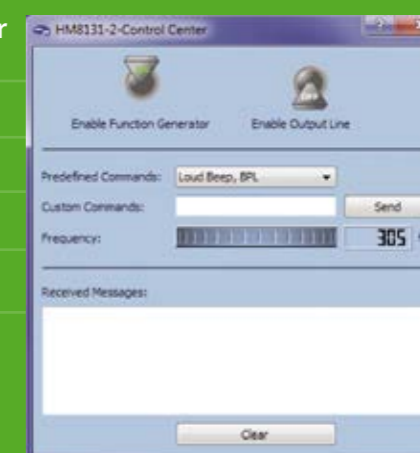 r
HM8131-2-Control Center
Enable Function Generator Enable Output Line
Predefined Commands: Loud Beep, BPL
Custom Commands: Send
Frequency: 305
Received Messages:
Clear